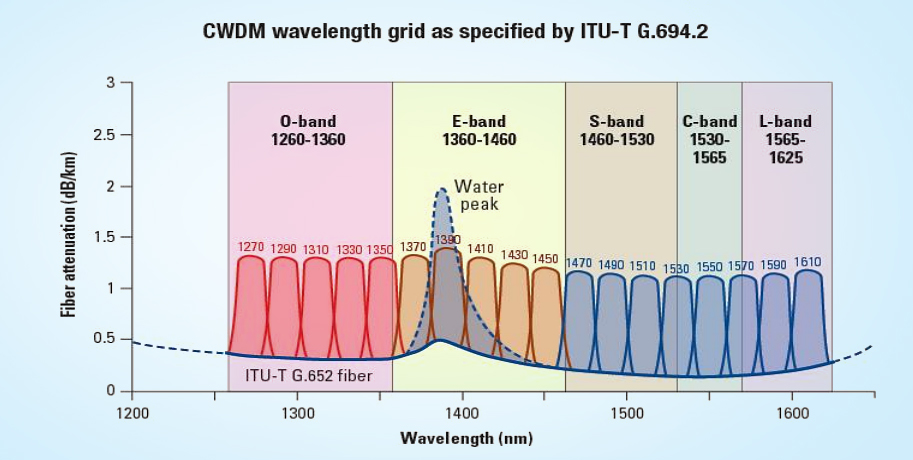 CWDM wavelength grid as specified by ITU-T G.694.2
3
2.5
2
1.5
1
0.5
0
Fiber attenuation (dB/km)
O-band
1260-1360
E-band
1360-1460
S-band
1460-1530
C-band
1530-
1565
L-band
1565-
1625
Water
peak
1270 1290 1310 1330 1350 1370 1390 1410 1430 1450 1470 1490 1510 1530 1550 1570 1590 1610
ITU-T G.652 fiber
1200 1300 1400 1500 1600
Wavelength (nm)